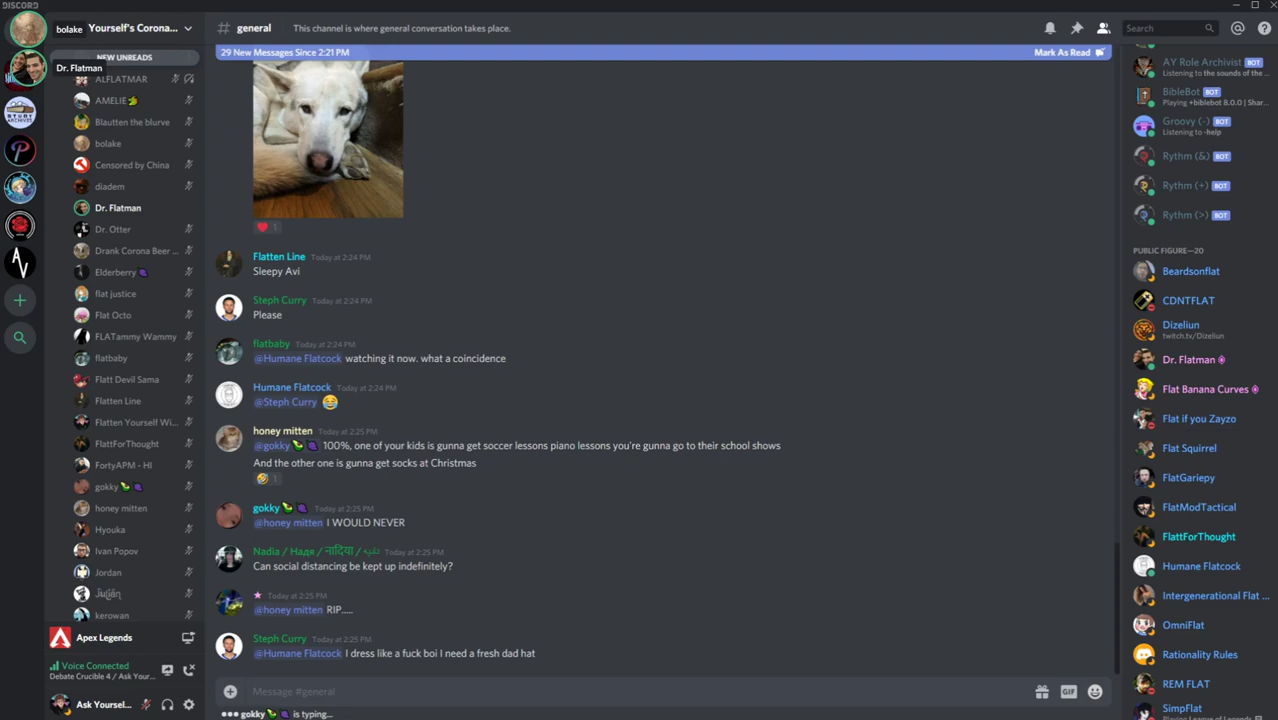 DISCORD
bolake
Dr. Flatman
STUDY
ARCHIVES
Yourself's Corona...
NEW UNREADS
ALFLATMAR
AMELIE
Blautten the blurve
bolake
Censored by China
diadem
Dr. Flatman
Dr. Otter
Drank Corona Beer ...
Elderberry
flat justice
Flat Octo
FLATammy Wammy
flatbaby
Flatt Devil Sama
Flatten Line
Flatten Yourself Wi...
FlattForThought
FortyAPM - HI
gokky
honey mitten
Hyouka
Ivan Popov
Jordan
kerowan
Apex Legends
Voice Connected
Debate Crucible 4 / Ask Your...
Ask Yoursel...
# general
This channel is where general conversation takes place.
Search
29 New Messages Since 2:21 PM
Mark As Read
1
Flatten Line Today at 2:24 PM
Sleepy Avi
Steph Curry Today at 2:24 PM
Please
flatbaby Today at 2:24 PM
@Humane Flatcock watching it now. what a coincidence
Humane Flatcock Today at 2:24 PM
@Steph Curry 😂
honey mitten Today at 2:25 PM
@gokky 100%, one of your kids is gunna get soccer lessons piano lessons you're gunna go to their school shows
And the other one is gunna get socks at Christmas
🤣 1
gokky Today at 2:25 PM
@honey mitten I WOULD NEVER
Nadia / Надя / नादिया / Today at 2:25 PM
Can social distancing be kept up indefinitely?
★ Today at 2:25 PM
@honey mitten RIP.....
Steph Curry Today at 2:25 PM
@Humane Flatcock I dress like a fuck boi I need a fresh dad hat
Message #general
GIF
gokky is typing...
AY Role Archivist BOT
Listening to the sounds of the...
BibleBot BOT
Playing +biblebot 8.0.0 | Shar...
Groovy (-) BOT
Listening to -help
Rythm (&) BOT
Rythm (+) BOT
Rythm (>) BOT
PUBLIC FIGURE—20
Beardsonflat
CDNTFLAT
Dizeliun
twitch.tv/Dizeliun
Dr. Flatman
Flat Banana Curves
Flat if you Zayzo
Flat Squirrel
FlatGariepy
FlatModTactical
FlattForThought
Humane Flatcock
Intergenerational Flat ...
OmniFlat
Rationality Rules
REM FLAT
SimpFlat
Playing League of Legends